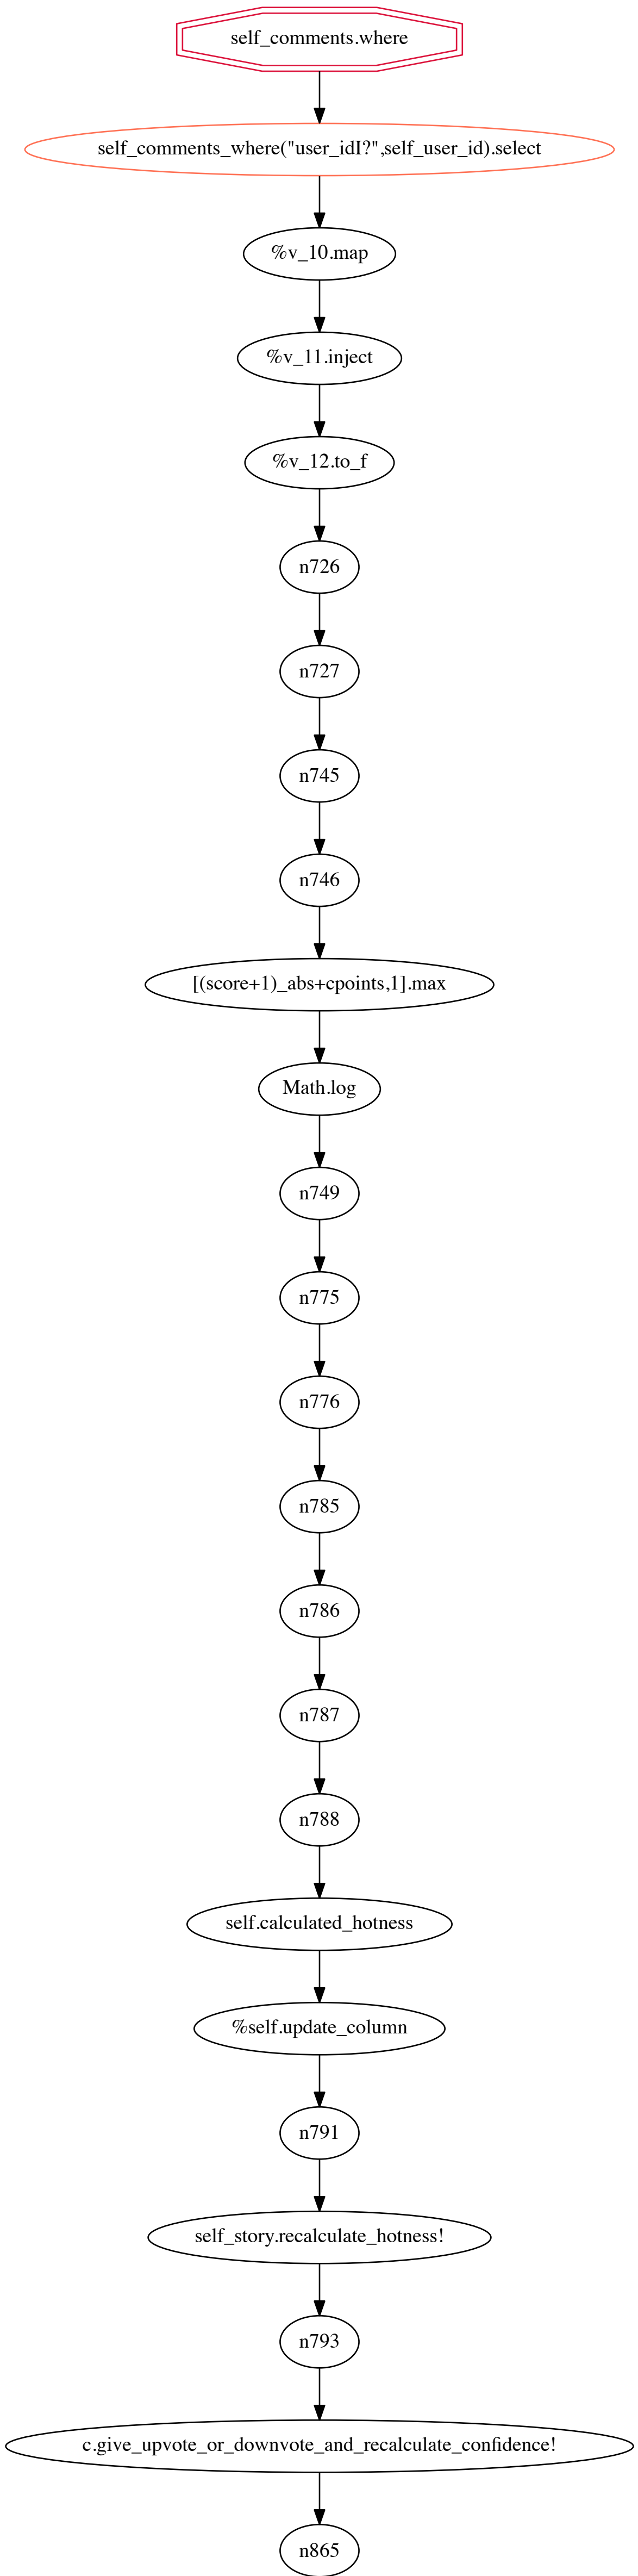 self_comments.where
self_comments_where("user_idI?",self_user_id).select
%v_10.map
%v_11.inject
%v_12.to_f
n726
n727
n745
n746
[(score+1)_abs+cpoints,1].max
Math.log
n749
n775
n776
n785
n786
n787
n788
self.calculated_hotness
%self.update_column
n791
self_story.recalculate_hotness!
n793
c.give_upvote_or_downvote_and_recalculate_confidence!
n865